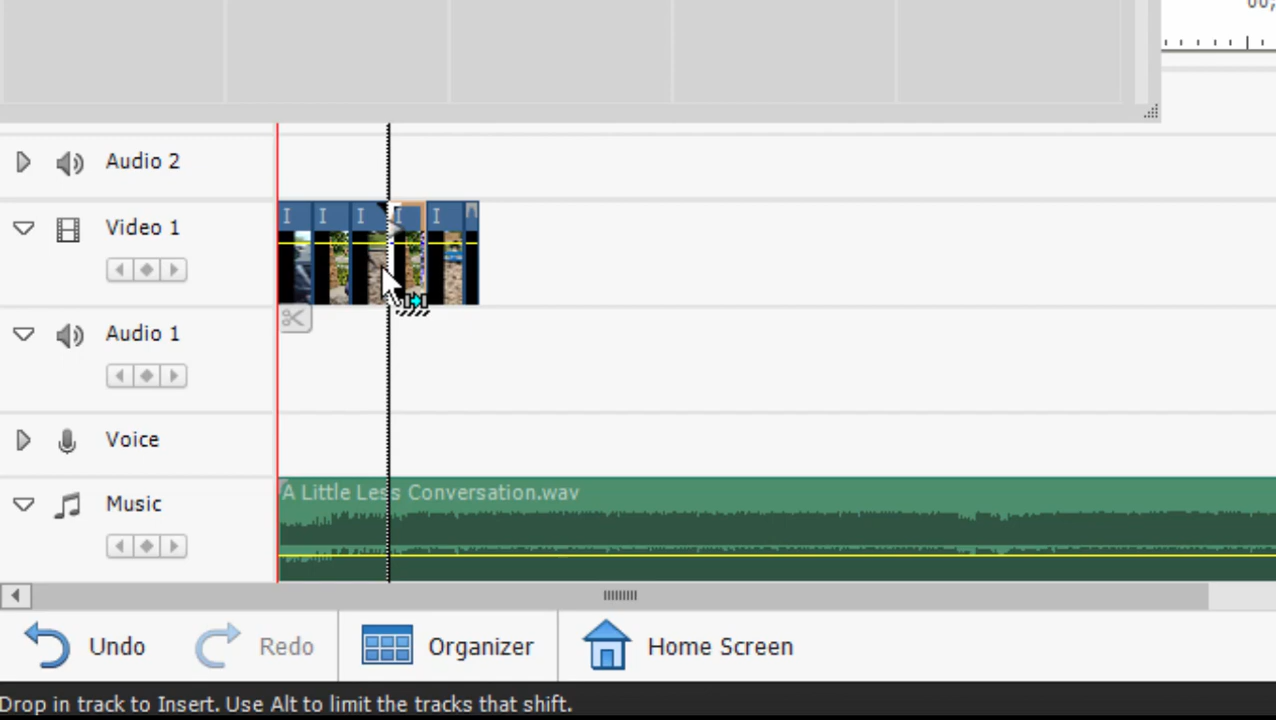 00;
Audio 2
I I I I I
Video 1
Audio 1
Voice
A Little Less Conversation.wav
Music
Undo Redo Organizer Home Screen
Drop in track to Insert. Use Alt to limit the tracks that shift.